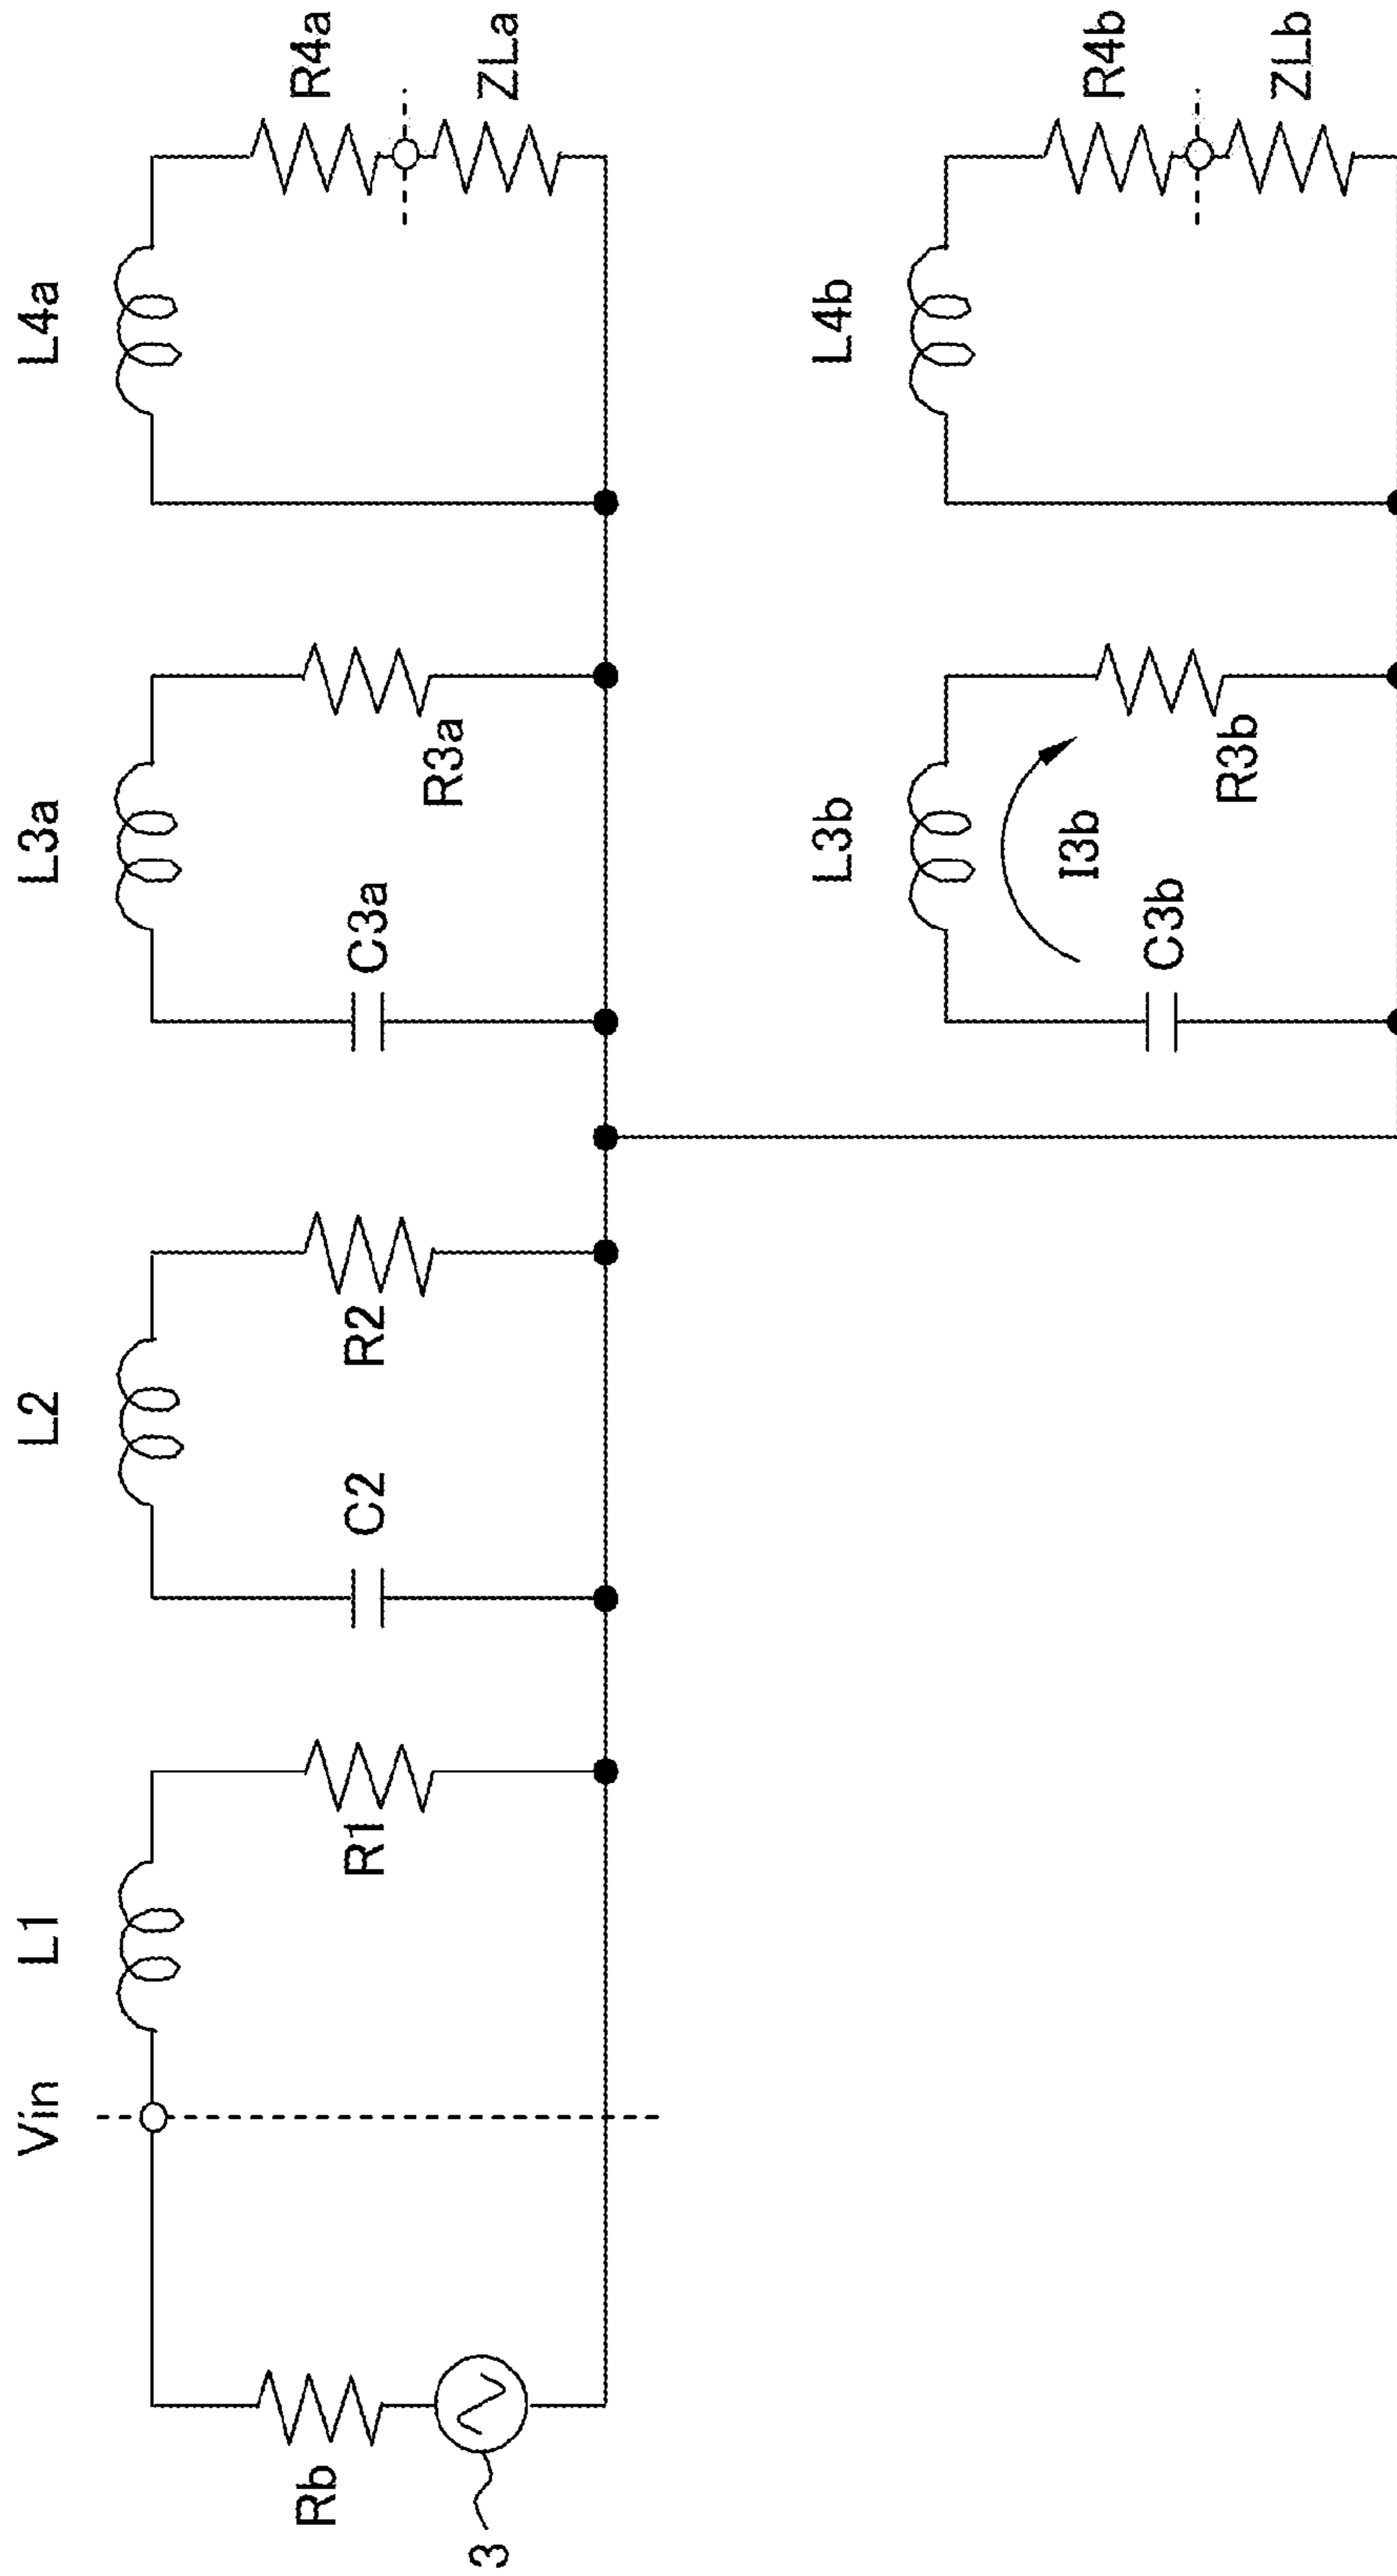 Vin
L1
L2
L3a
L4a
Rb
3
R1
C2
R2
C3a
R3a
R4a
ZLa
L3b
L4b
I3b
C3b
R3b
R4b
ZLb